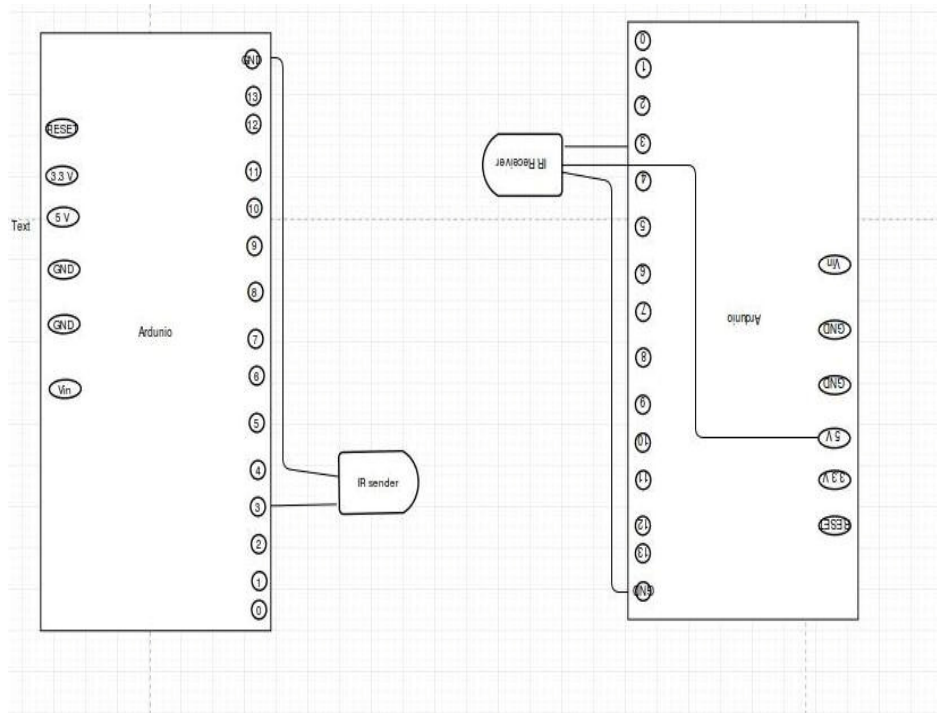 Text
GND
13
12
RESET
11
3.3 V
10
5 V
9
GND
8
GND
Ardunio
7
6
Vin
5
4
IR sender
3
2
1
0
0
1
2
3
IR Receiver
4
5
Vin
6
7
Ardunio
GND
8
GND
9
10
5 V
11
3.3 V
12
RESET
13
GND